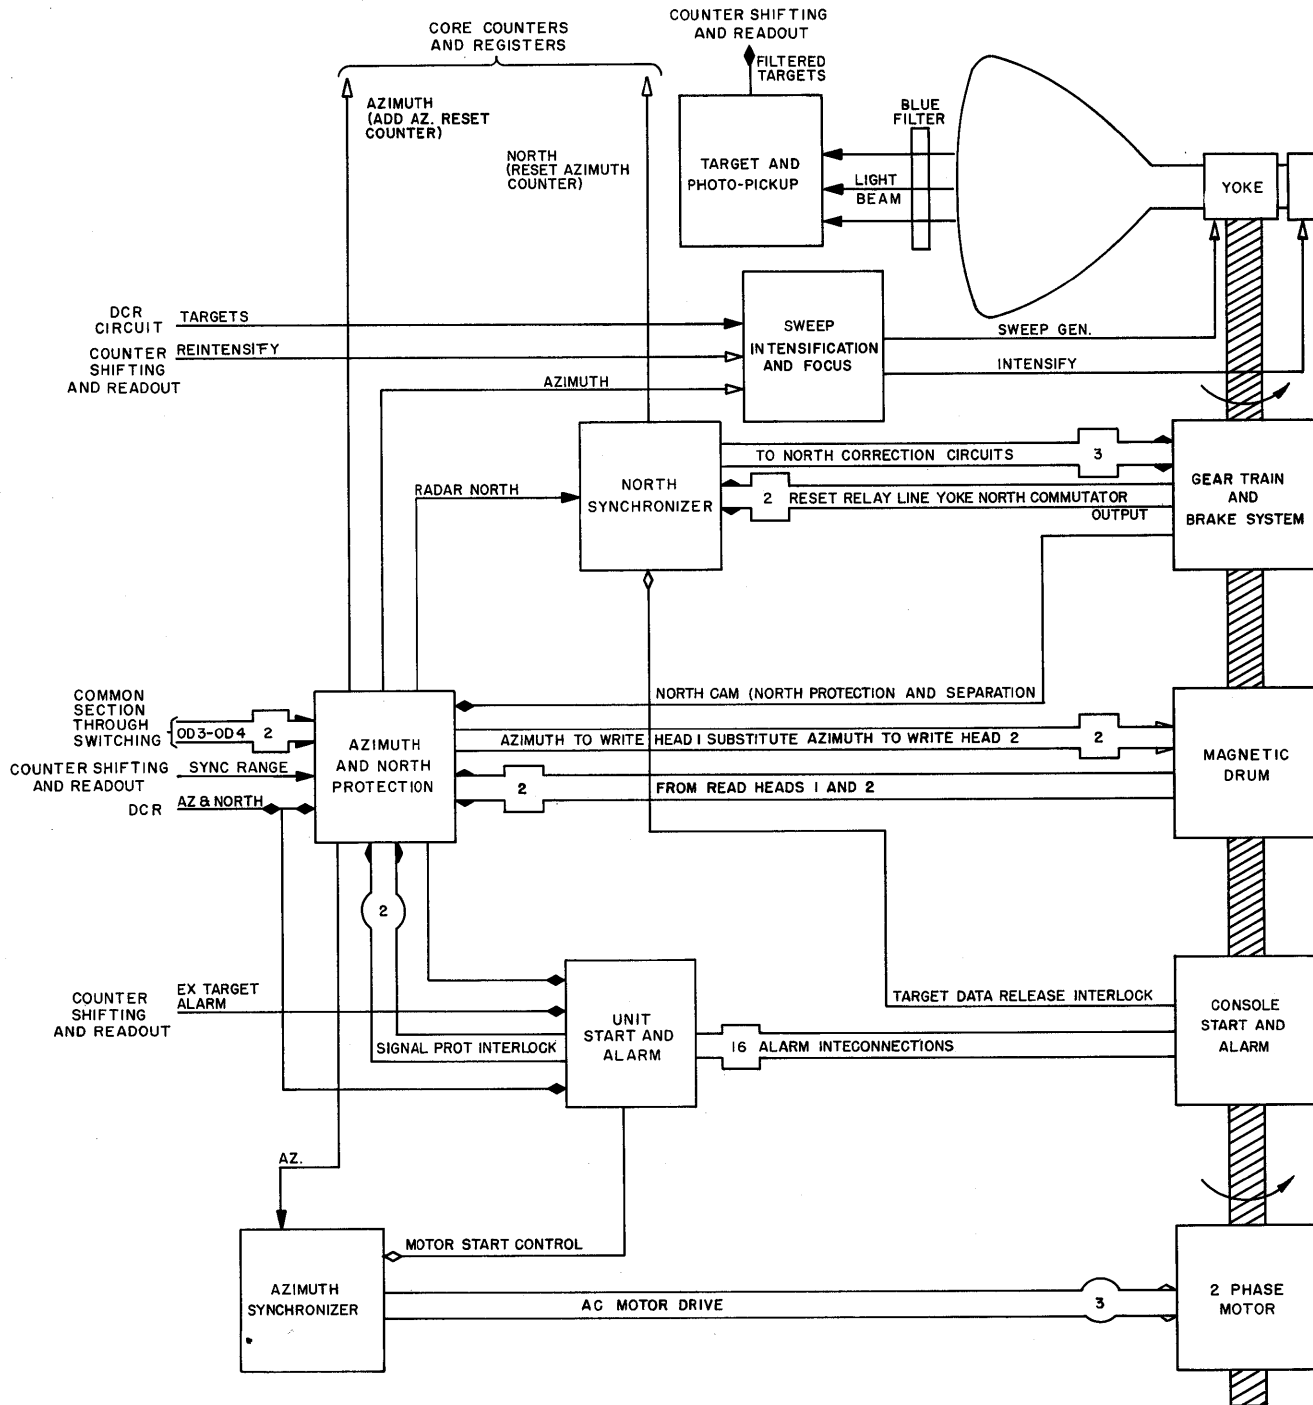 COUNTER SHIFTING
AND READOUT
CORE COUNTERS
AND REGISTERS
FILTERED
TARGETS
AZIMUTH
(ADD AZ. RESET
COUNTER)
BLUE
FILTER
NORTH
(RESET AZIMUTH
COUNTER)
TARGET AND
PHOTO-PICKUP
LIGHT
BEAM
YOKE
DCR
CIRCUIT
TARGETS
COUNTER
SHIFTING
AND READOUT
REINTENSIFY
AZIMUTH
SWEEP
INTENSIFICATION
AND FOCUS
SWEEP GEN.
INTENSIFY
TO NORTH CORRECTION CIRCUITS
3
RADAR NORTH
NORTH
SYNCHRONIZER
2
RESET RELAY LINE YOKE NORTH COMMUTATOR
OUTPUT
GEAR TRAIN
AND
BRAKE SYSTEM
NORTH CAM (NORTH PROTECTION AND SEPARATION
COMMON
SECTION
THROUGH
SWITCHING
OD3-OD4
2
AZIMUTH
AND NORTH
PROTECTION
AZIMUTH TO WRITE HEAD 1 SUBSTITUTE AZIMUTH TO WRITE HEAD 2
2
MAGNETIC
DRUM
COUNTER SHIFTING
AND READOUT
SYNC RANGE
2
FROM READ HEADS 1 AND 2
DCR
AZ & NORTH
2
COUNTER
SHIFTING
AND READOUT
EX TARGET
ALARM
UNIT
START AND
ALARM
TARGET DATA RELEASE INTERLOCK
CONSOLE
START AND
ALARM
SIGNAL PROT INTERLOCK
16
ALARM INTECONNECTIONS
AZ.
MOTOR START CONTROL
AZIMUTH
SYNCHRONIZER
AC MOTOR DRIVE
3
2 PHASE
MOTOR